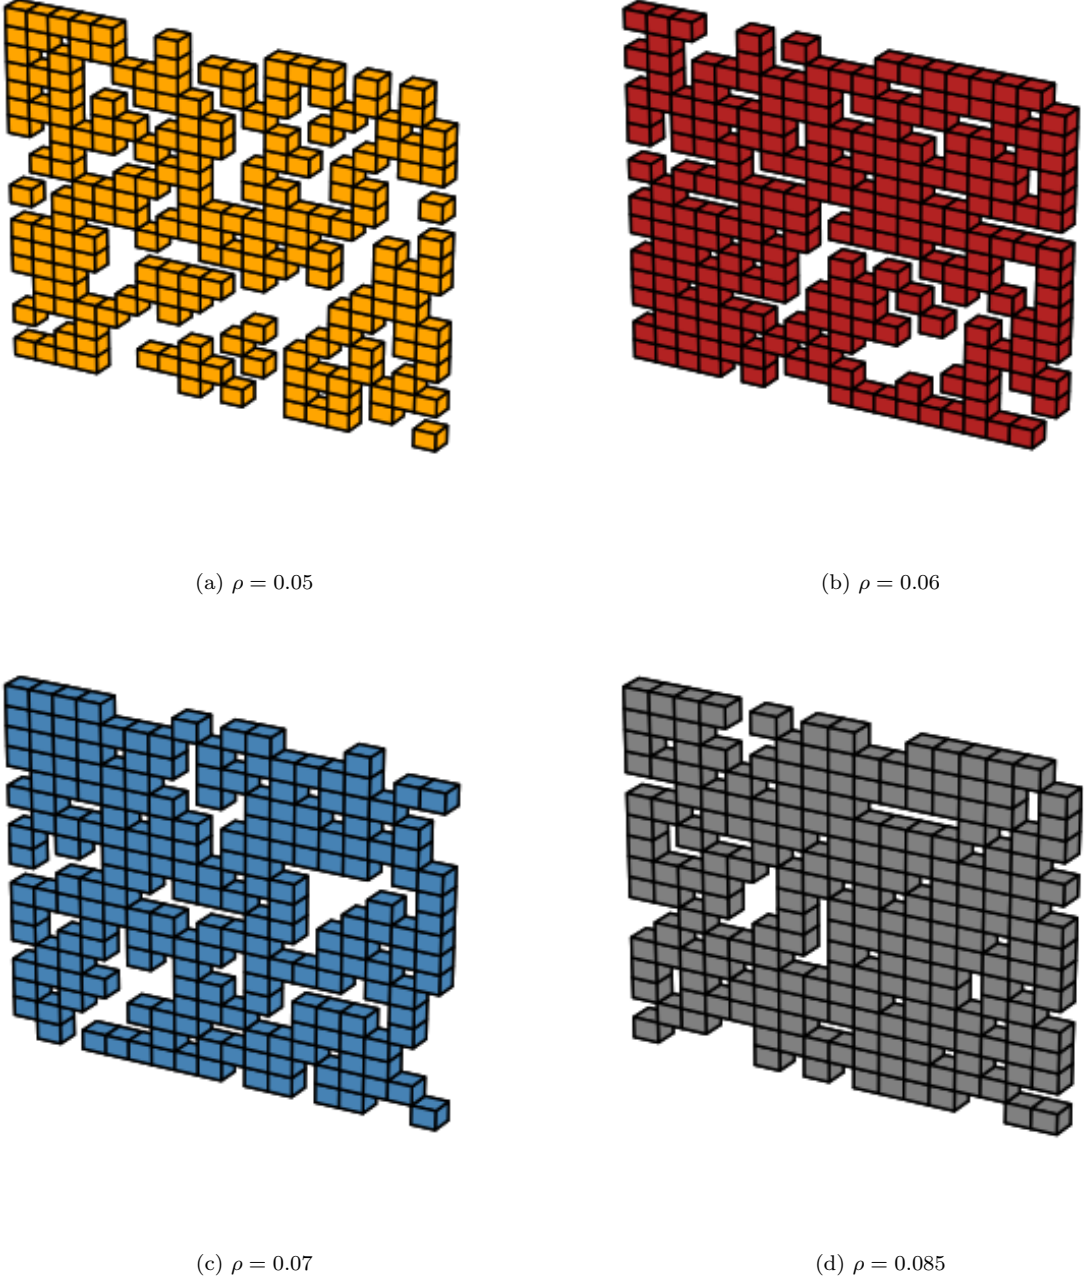 (a) ρ = 0.05
(b) ρ = 0.06
(c) ρ = 0.07
(d) ρ = 0.085